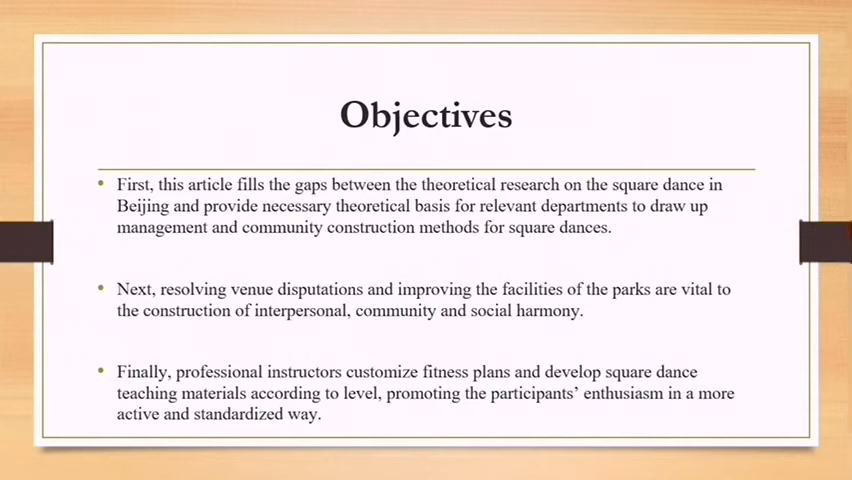 Objectives
• First, this article fills the gaps between the theoretical research on the square dance in
Beijing and provide necessary theoretical basis for relevant departments to draw up
management and community construction methods for square dances.
• Next, resolving venue disputations and improving the facilities of the parks are vital to
the construction of interpersonal, community and social harmony.
• Finally, professional instructors customize fitness plans and develop square dance
teaching materials according to level, promoting the participants’ enthusiasm in a more
active and standardized way.